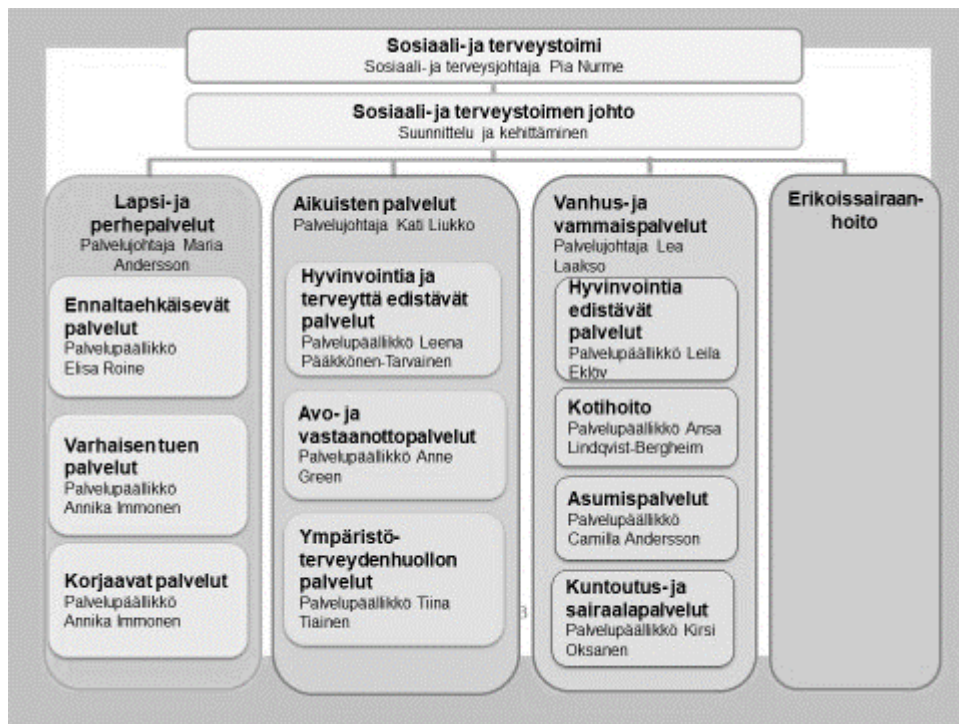 Sosiaali- ja terveystoimi
Sosiaali- ja terveysjohtaja Pia Nurme
Sosiaali- ja terveystoimen johto
Suunnittelu ja kehittäminen
Lapsi- ja
perhepalvelut
Palvelujohtaja Maria
Andersson
Ennaltaehkäisevät
palvelut
Palvelupäällikkö
Elisa Roine
Varhaisen tuen
palvelut
Palvelupäällikkö
Annika Immonen
Korjaavat palvelut
Palvelupäällikkö
Annika Immonen
Aikuisten palvelut
Palvelujohtaja Kati Liukko
Hyvinvointia ja
terveyttä edistävät
palvelut
Palvelupäällikkö Leena
Pääkkönen-Tarvainen
Avo- ja
vastaanottopalvelut
Palvelupäällikkö Anne
Green
Ympäristö-
terveydenhuollon
palvelut
Palvelupäällikkö Tiina
Tiainen
Vanhus- ja
vammaispalvelut
Palvelujohtaja Lea
Laakso
Hyvinvointia
edistävät
palvelut
Palvelupäällikkö Leila
Eklöv
Kotihoito
Palvelupäällikkö Ansa
Lindqvist-Bergheim
Asumispalvelut
Palvelupäällikkö
Camilla Andersson
Kuntoutus- ja
sairaalapalvelut
Palvelupäällikkö Kirsi
Oksanen
Erikoissairaan-
hoito
3